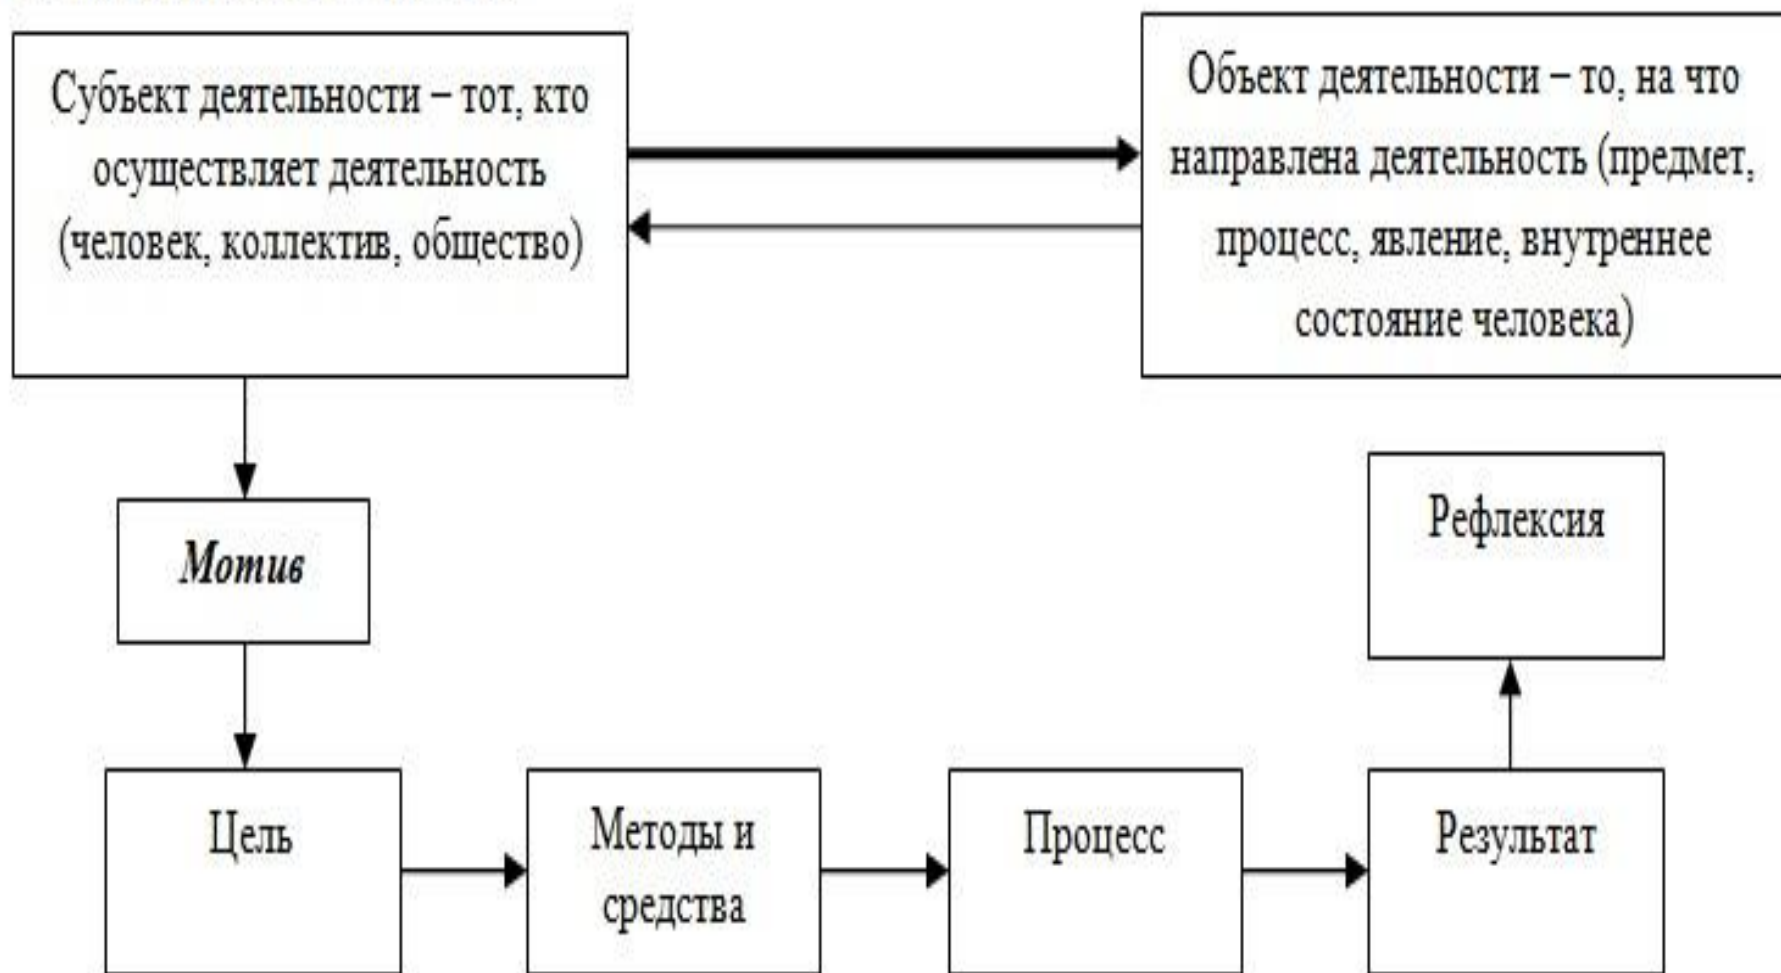 Субъект деятельности – тот, кто
осуществляет деятельность
(человек, коллектив, общество)
Объект деятельности – то, на что
направлена деятельность (предмет,
процесс, явление, внутреннее
состояние человека)
Мотив
Рефлексия
Цель
Методы и
средства
Процесс
Результат